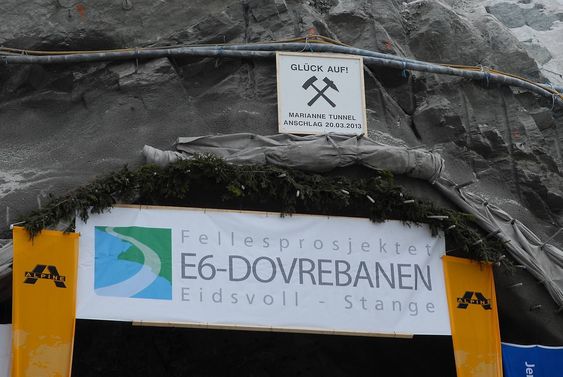 GLÜCK AUF!
MARIANNE TUNNEL
ANSCHLAG 20.03.2013
Fellesprosjektet
E6-DOVREBANEN
Eidsvoll - Stange
ALPINE
ALPINE